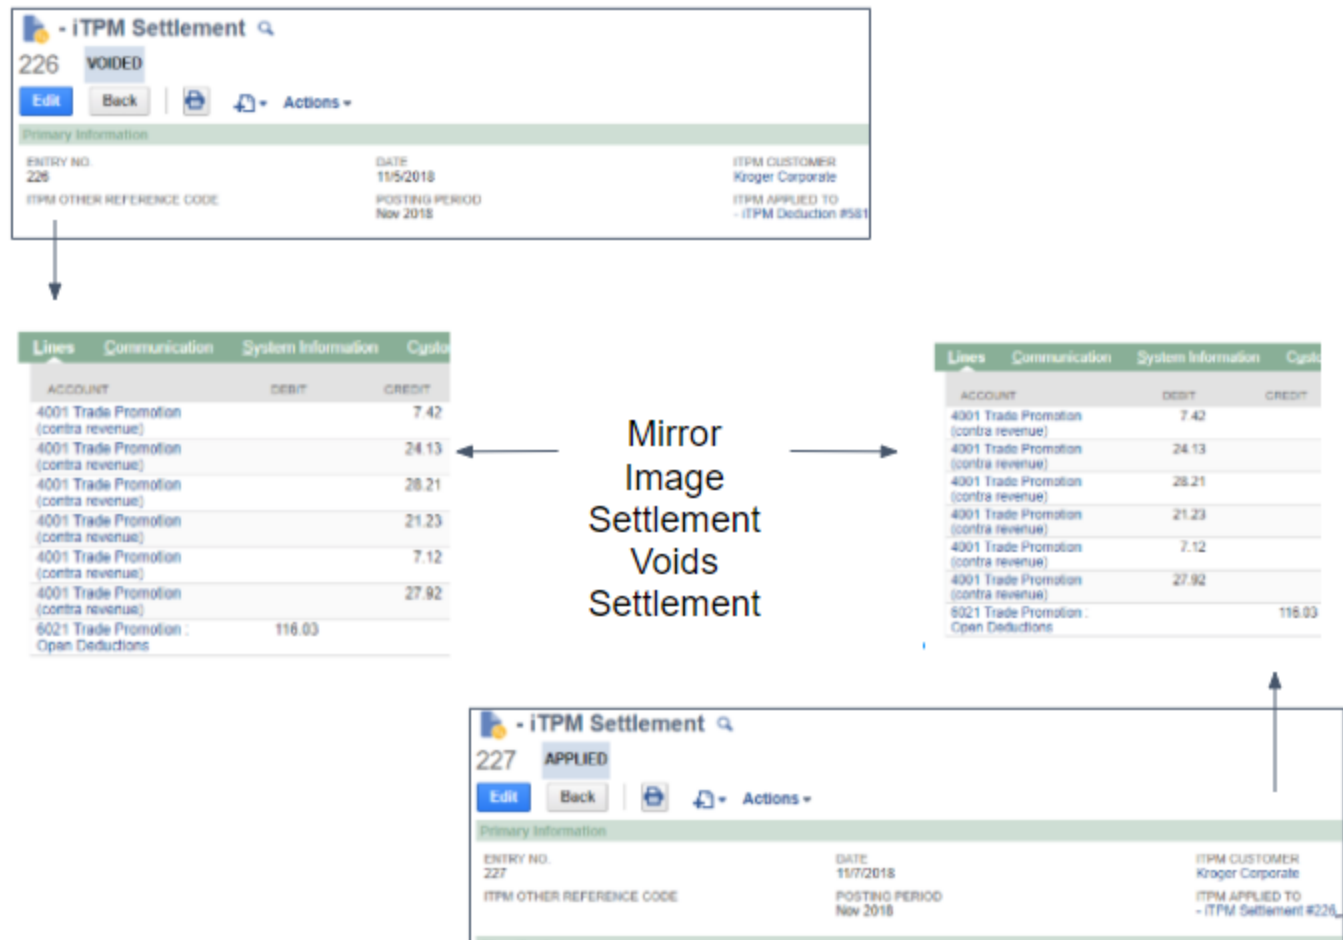 - iTPM Settlement
226 VOIDED
Edit Back Actions
Primary Information
ENTRY NO. DATE ITPM CUSTOMER
226 11/5/2018 Kroger Corporate
ITPM OTHER REFERENCE CODE POSTING PERIOD ITPM APPLIED TO
Nov 2018 - iTPM Deduction #581
Lines Communication System Information Custo
ACCOUNT DEBIT CREDIT
4001 Trade Promotion 7.42
(contra revenue)
4001 Trade Promotion 24.13
(contra revenue)
4001 Trade Promotion 28.21
(contra revenue)
4001 Trade Promotion 21.23
(contra revenue)
4001 Trade Promotion 7.12
(contra revenue)
4001 Trade Promotion 27.92
(contra revenue)
6021 Trade Promotion : 116.03
Open Deductions
Mirror
Image
Settlement
Voids
Settlement
Lines Communication System Information Custo
ACCOUNT DEBIT CREDIT
4001 Trade Promotion 7.42
(contra revenue)
4001 Trade Promotion 24.13
(contra revenue)
4001 Trade Promotion 28.21
(contra revenue)
4001 Trade Promotion 21.23
(contra revenue)
4001 Trade Promotion 7.12
(contra revenue)
4001 Trade Promotion 27.92
(contra revenue)
6021 Trade Promotion : 116.03
Open Deductions
- iTPM Settlement
227 APPLIED
Edit Back Actions
Primary Information
ENTRY NO. DATE ITPM CUSTOMER
227 11/7/2018 Kroger Corporate
ITPM OTHER REFERENCE CODE POSTING PERIOD ITPM APPLIED TO
Nov 2018 - iTPM Settlement #226